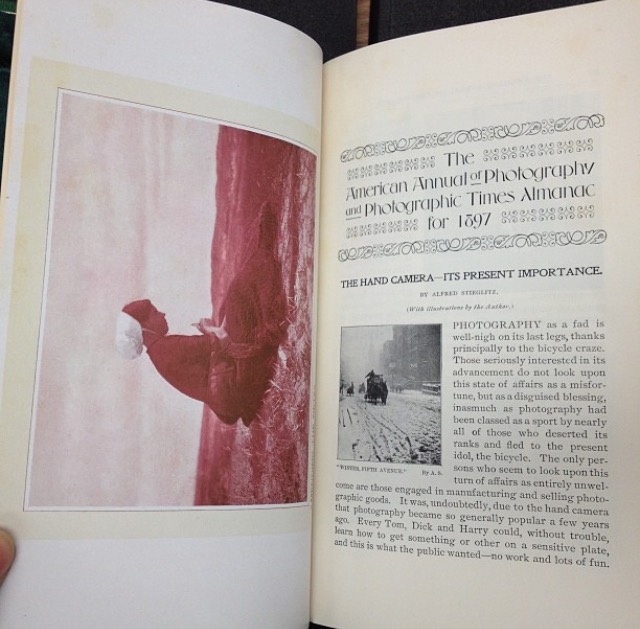 The
American Annual of Photography
and Photographic Times Almanac
for 1897
THE HAND CAMERA—ITS PRESENT IMPORTANCE.
BY ALFRED STIEGLITZ.
(With illustrations by the Author.)
PHOTOGRAPHY as a fad is
well-nigh on its last legs, thanks
principally to the bicycle craze.
Those seriously interested in its
advancement do not look upon
this state of affairs as a misfor-
tune, but as a disguised blessing,
inasmuch as photography had
been classed as a sport by nearly
all of those who deserted its
ranks and fled to the present
idol, the bicycle. The only per-
sons who seem to look upon this
turn of affairs as entirely unwel-
"WINTER, FIFTH AVENUE." By A. S.
come are those engaged in manufacturing and selling photo-
graphic goods. It was, undoubtedly, due to the hand camera
that photography became so generally popular a few years
ago. Every Tom, Dick and Harry could, without trouble,
learn how to get something or other on a sensitive plate,
and this is what the public wanted—no work and lots of fun.